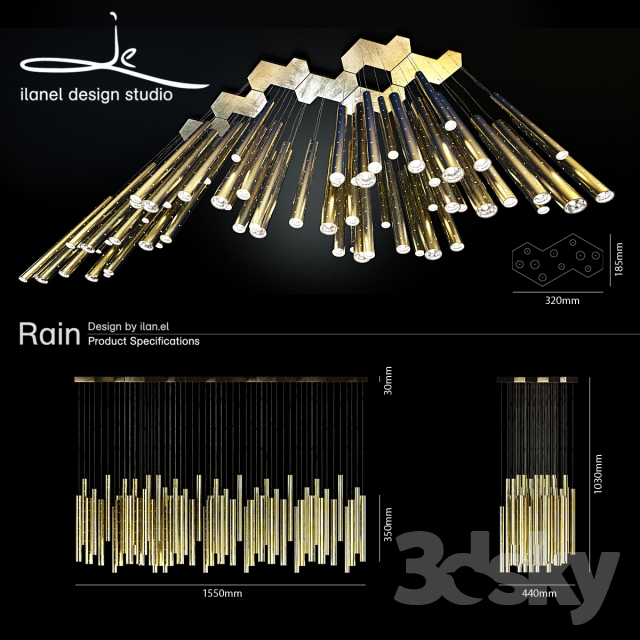 ilanel design studio
185mm
320mm
Rain
Design by ilan.el
Product Specifications
30mm
350mm
1030mm
1550mm
440mm
3dsky